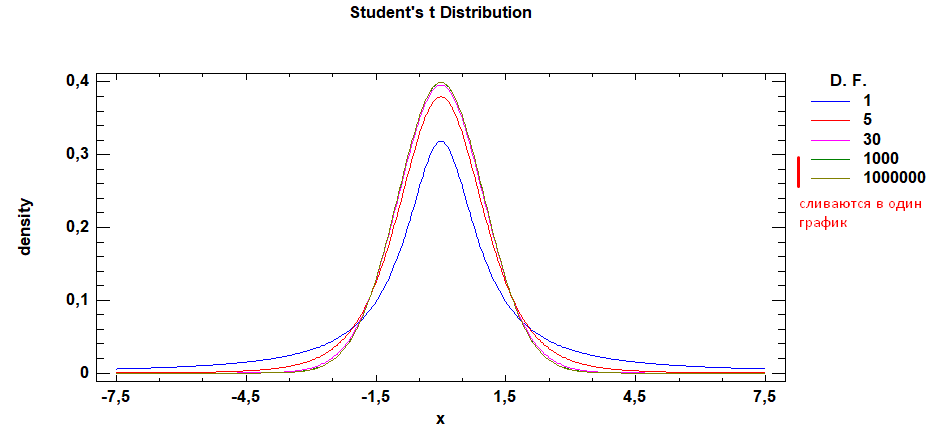 Student's t Distribution
D. F.
1
5
30
1000
1000000
сливаются в один
график
density
0,4
0,3
0,2
0,1
0
-7,5 -4,5 -1,5 1,5 4,5 7,5
x